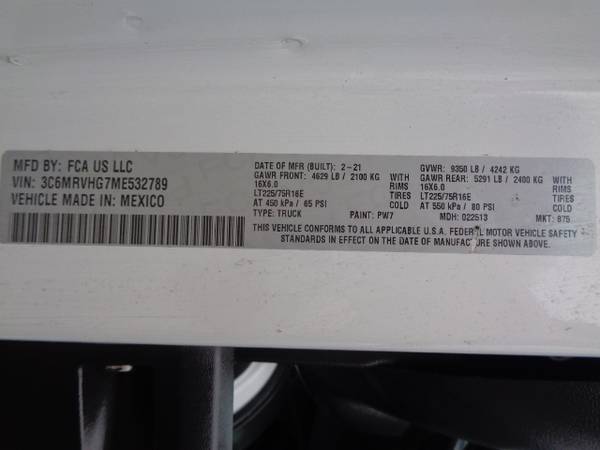 MFD BY: FCA US LLC
VIN: 3C6MRVHG7ME532789
VEHICLE MADE IN: MEXICO
DATE OF MFR (BUILT): 2-21
GAWR FRONT: 4629 LB / 2100 KG WITH
16X6.0 RIMS
LT225/75R16E TIRES
AT 450 kPa / 65 PSI COLD
TYPE: TRUCK PAINT: PW7
GVWR: 9350 LB / 4242 KG
GAWR REAR: 5291 LB / 2400 KG WITH
16X6.0 RIMS
LT225/75R16E TIRES
AT 550 kPa / 80 PSI COLD
MDH: 022513 MKT: 875
THIS VEHICLE CONFORMS TO ALL APPLICABLE U.S.A. FEDERAL MOTOR VEHICLE SAFETY
STANDARDS IN EFFECT ON THE DATE OF MANUFACTURE SHOWN ABOVE.